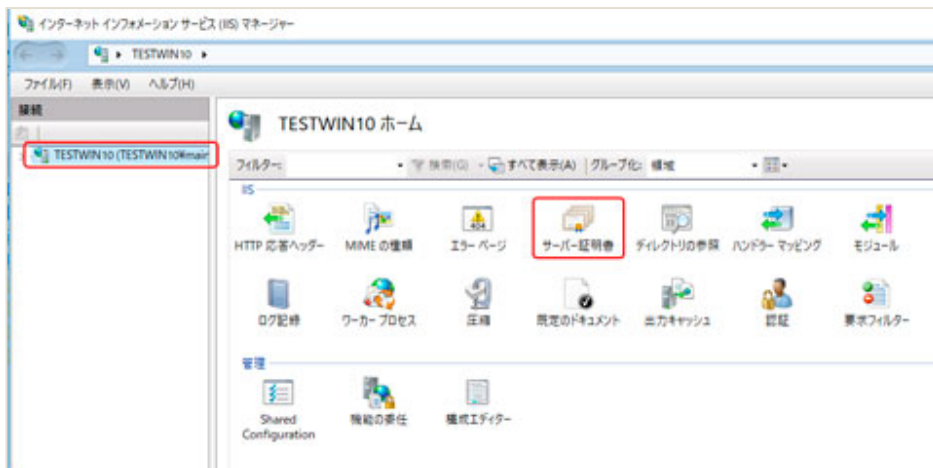 インターネット インフォメーション サービス (IIS) マネージャー
TESTWIN10
ファイル(F) 表示(V) ヘルプ(H)
接続
TESTWIN10 (TESTWIN10¥main
TESTWIN10 ホーム
フィルター: 検索(G) すべて表示(A) グループ化: 領域
IIS
HTTP 応答ヘッダー MIME の種類 エラー ページ サーバー証明書 ディレクトリの参照 ハンドラー マッピング モジュール
ログ記録 ワーカー プロセス 圧縮 既定のドキュメント 出力キャッシュ 認証 要求フィルター
管理
Shared 機能の委任 構成エディター
Configuration